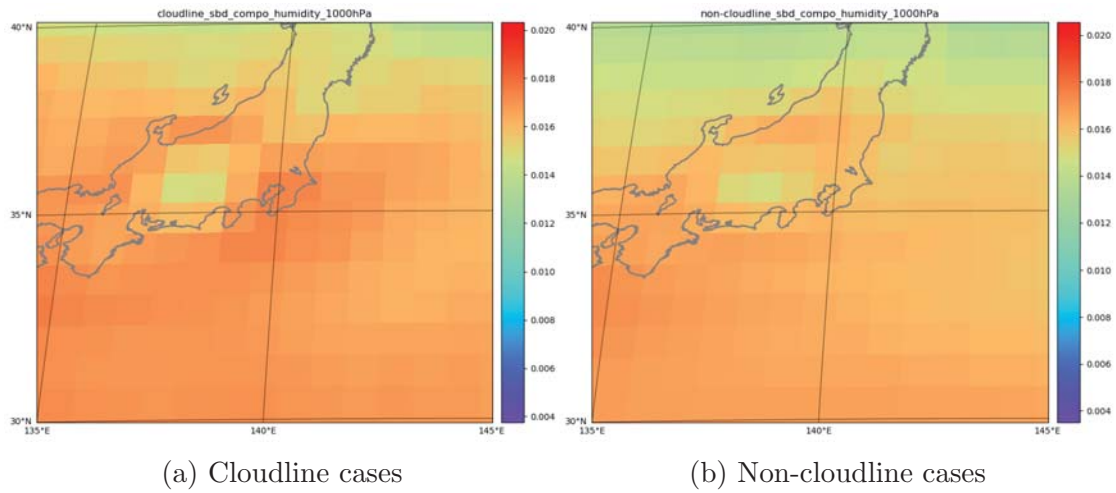 cloudline_sbd_compo_humidity_1000hPa
40°N
35°N
30°N
135°E
140°E
145°E
0.020
0.018
0.016
0.014
0.012
0.010
0.008
0.006
0.004
(a) Cloudline cases
non-cloudline_sbd_compo_humidity_1000hPa
40°N
35°N
30°N
135°E
140°E
145°E
0.020
0.018
0.016
0.014
0.012
0.010
0.008
0.006
0.004
(b) Non-cloudline cases